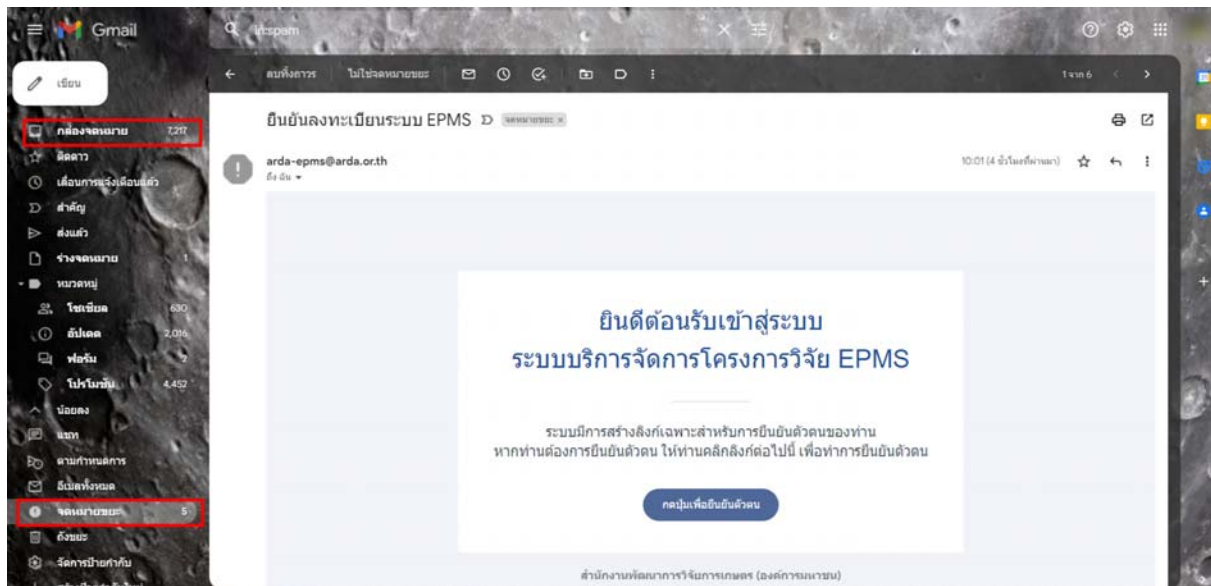 Gmail
in:spam
เขียน
ลบทิ้งถาวร ไม่ใช่จดหมายขยะ
1 จาก 6
กล่องจดหมาย 7,217
ติดดาว
เลื่อนการแจ้งเตือนแล้ว
สำคัญ
ส่งแล้ว
ร่างจดหมาย 1
หมวดหมู่
โซเชียล 630
อัปเดต 2,016
ฟอรัม 2
โปรโมชัน 4,452
น้อยลง
แชท
ตามกำหนดการ
อีเมลทั้งหมด
จดหมายขยะ 5
ถังขยะ
จัดการป้ายกำกับ
ยืนยันลงทะเบียนระบบ EPMS จดหมายขยะ x
arda-epms@arda.or.th 10:01 (4 ชั่วโมงที่ผ่านมา)
ถึง ฉัน
ยินดีต้อนรับเข้าสู่ระบบ
ระบบบริการจัดการโครงการวิจัย EPMS
ระบบมีการสร้างลิงก์เฉพาะสำหรับการยืนยันตัวตนของท่าน
หากท่านต้องการยืนยันตัวตน ให้ท่านคลิกลิงก์ต่อไปนี้ เพื่อทำการยืนยันตัวตน
กดปุ่มเพื่อยืนยันตัวตน
สำนักงานพัฒนาการวิจัยการเกษตร (องค์การมหาชน)